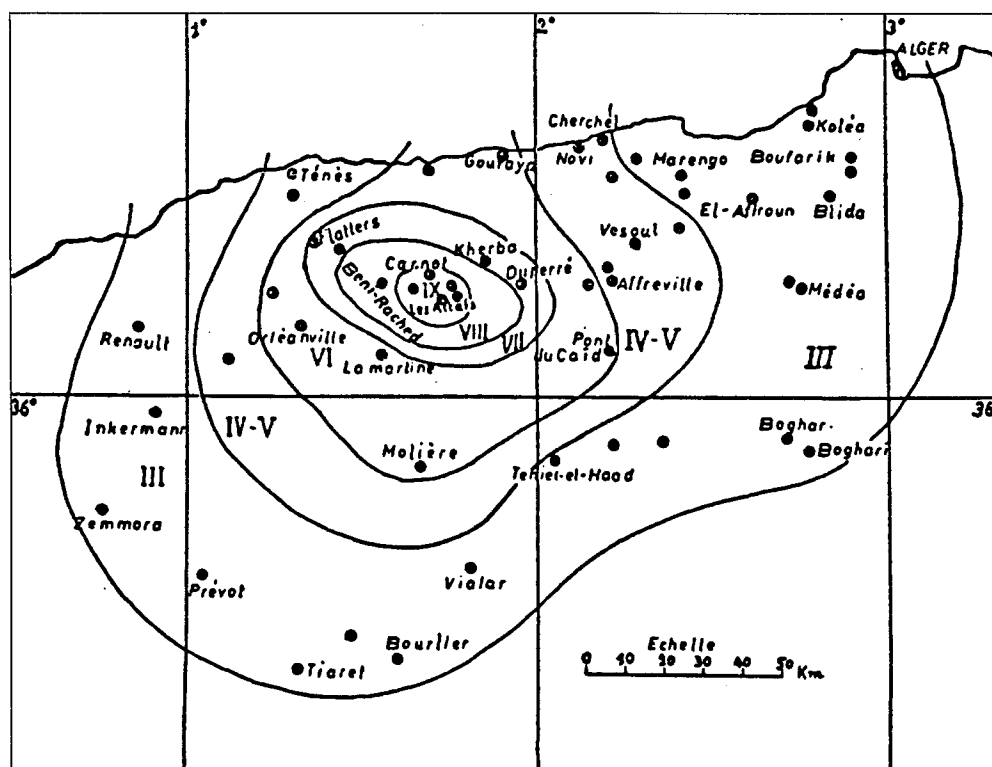 1°
2°
3°
ALGER
Cherchel
Koléa
Novi
Gouraya
Marengo
Boufarik
Ténès
El-Affroun
Blida
Flatters
Vesoul
Kherba
Carnot
Duperré
Beni-Rached
IX
Les Attafs
Affreville
Médéa
VIII
VII
Orléanville
Renault
VI
Lamartine
Pont
du Caïd
IV-V
III
36°
36
Inkermann
IV-V
Boghar
Boghari
Molière
Teniet-el-Haad
III
Zemmora
Prévot
Vialar
Bourlier
Tiaret
Echelle
0 10 20 30 40 50 Km